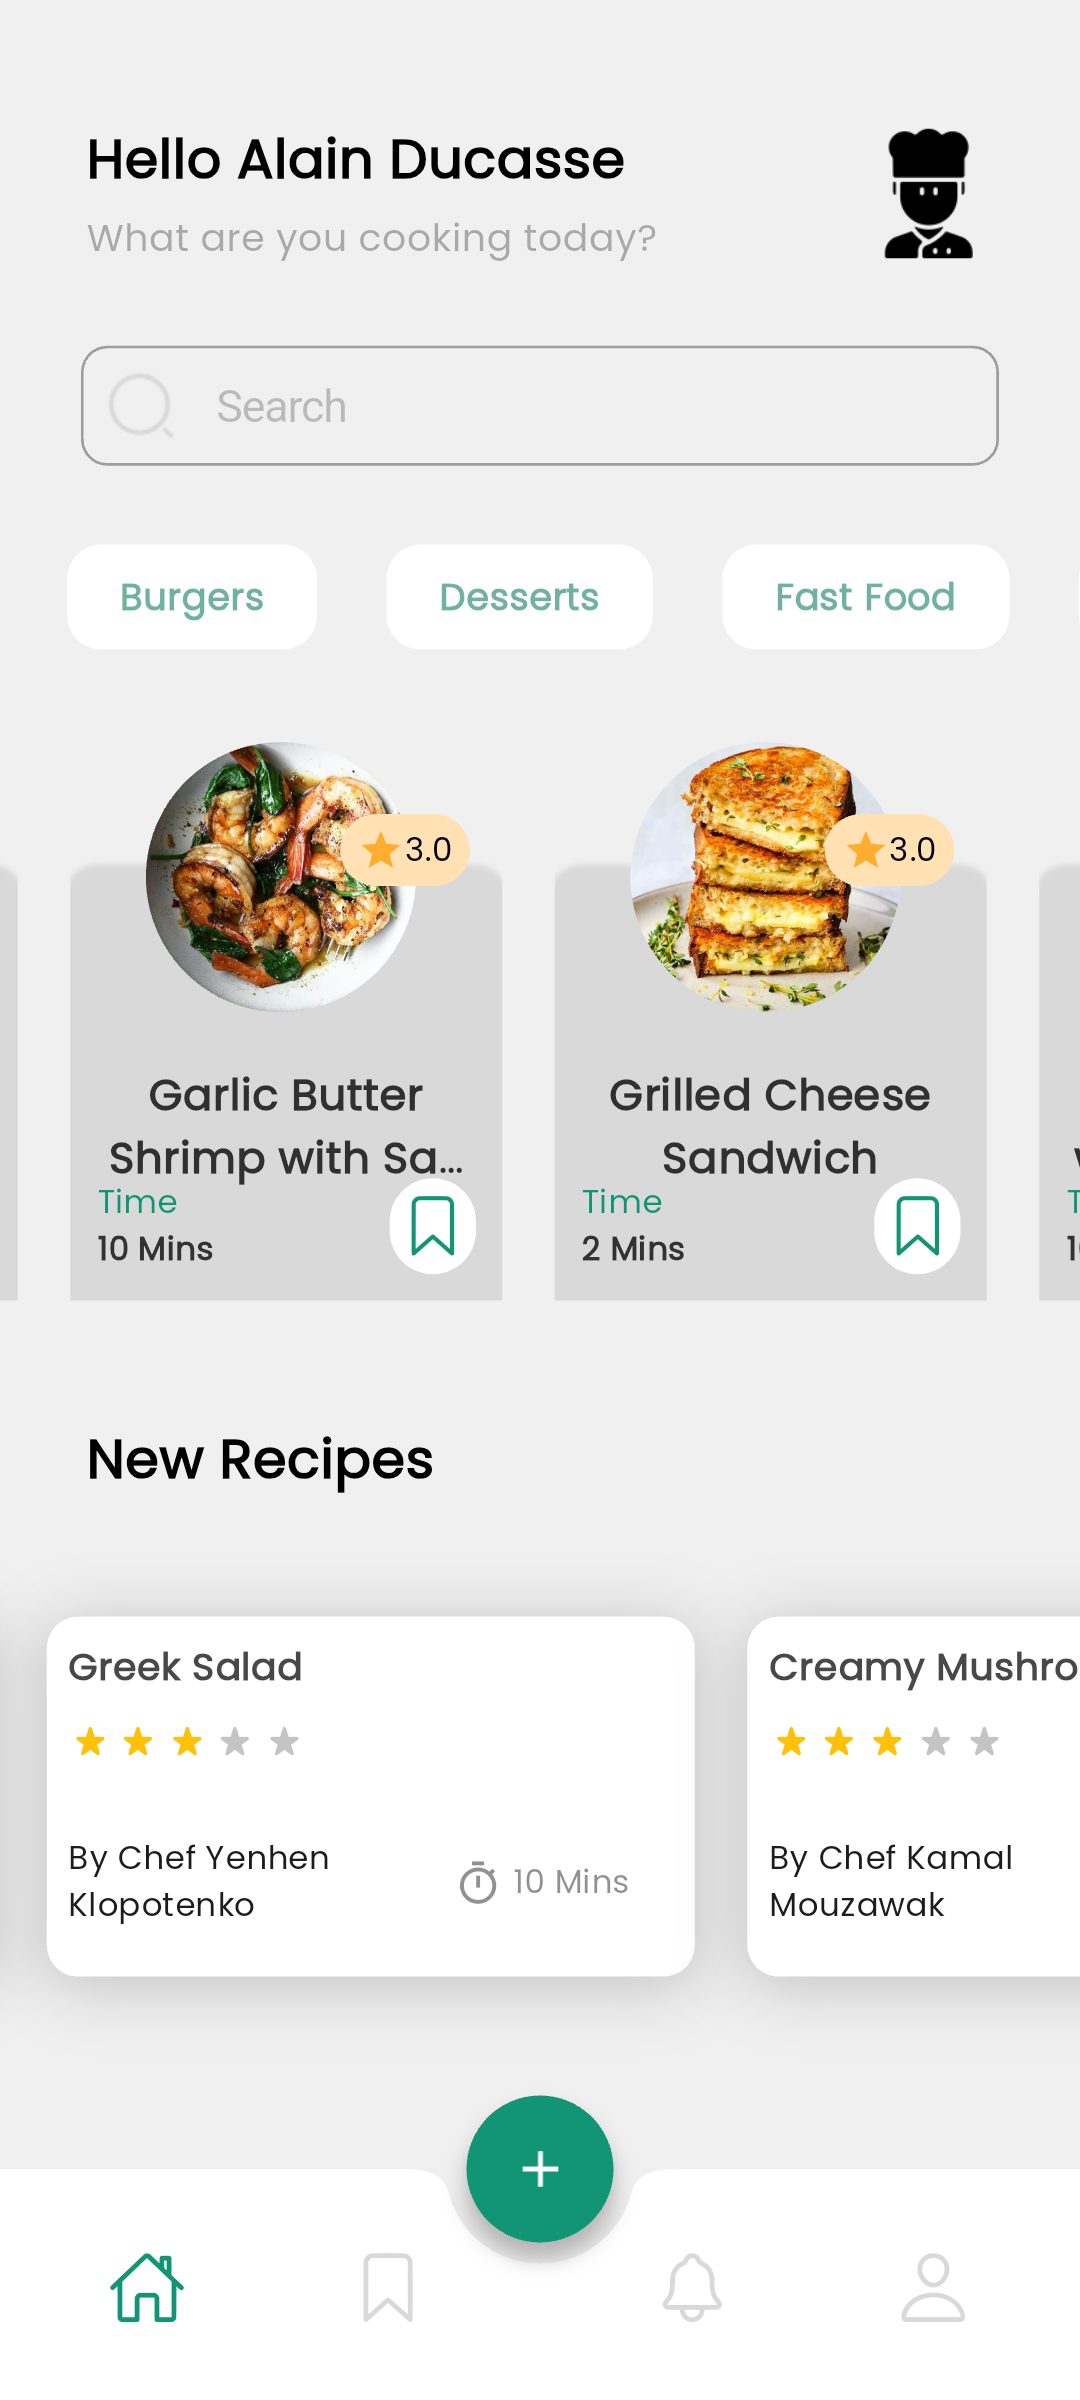 Hello Alain Ducasse
What are you cooking today?
Search
Burgers
Desserts
Fast Food
3.0
Garlic Butter
Shrimp with Sa...
Time
10 Mins
3.0
Grilled Cheese
Sandwich
Time
2 Mins
New Recipes
Greek Salad
By Chef Yenhen
Klopotenko
10 Mins
Creamy Mushro
By Chef Kamal
Mouzawak